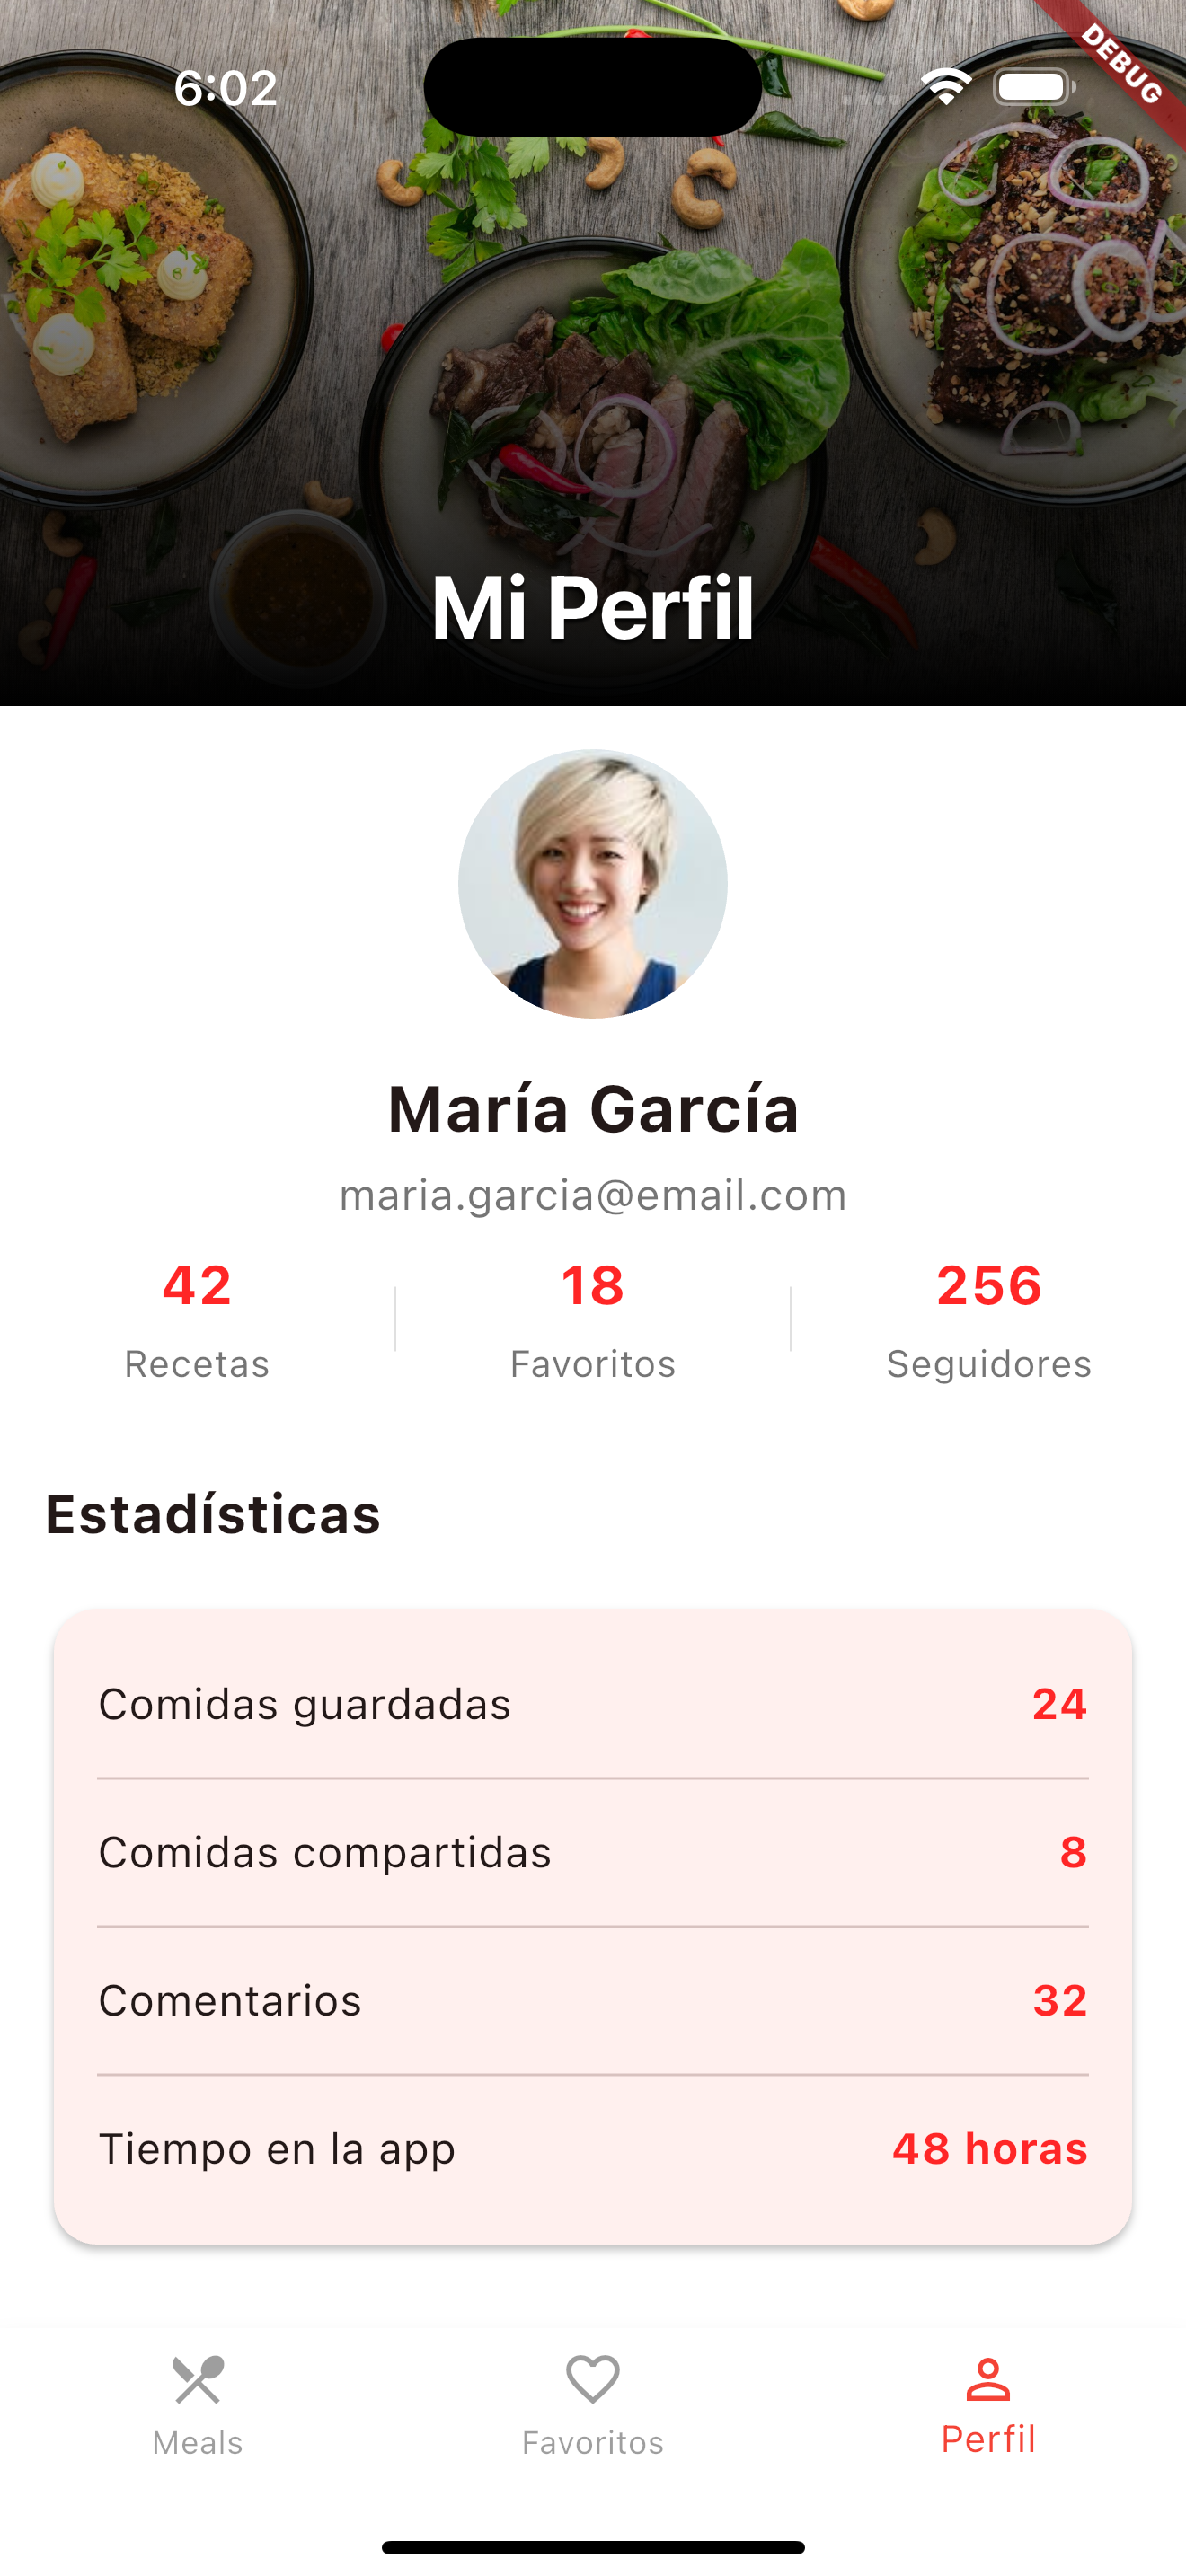 6:02
DEBUG
Mi Perfil
María García
maria.garcia@email.com
42
18
256
Recetas
Favoritos
Seguidores
Estadísticas
Comidas guardadas
24
Comidas compartidas
8
Comentarios
32
Tiempo en la app
48 horas
Meals
Favoritos
Perfil